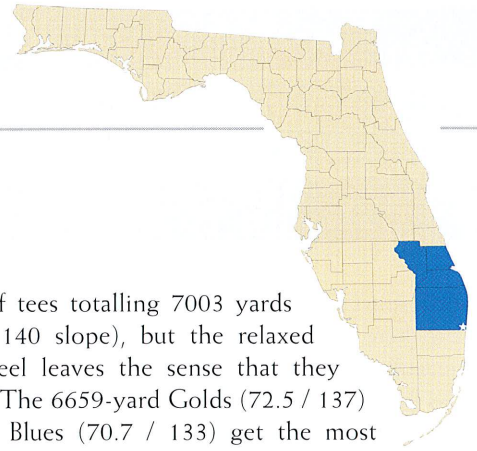 f tees totalling 7003 yards
140 slope), but the relaxed
eel leaves the sense that they
The 6659-yard Golds (72.5 / 137)
Blues (70.7 / 133) get the most